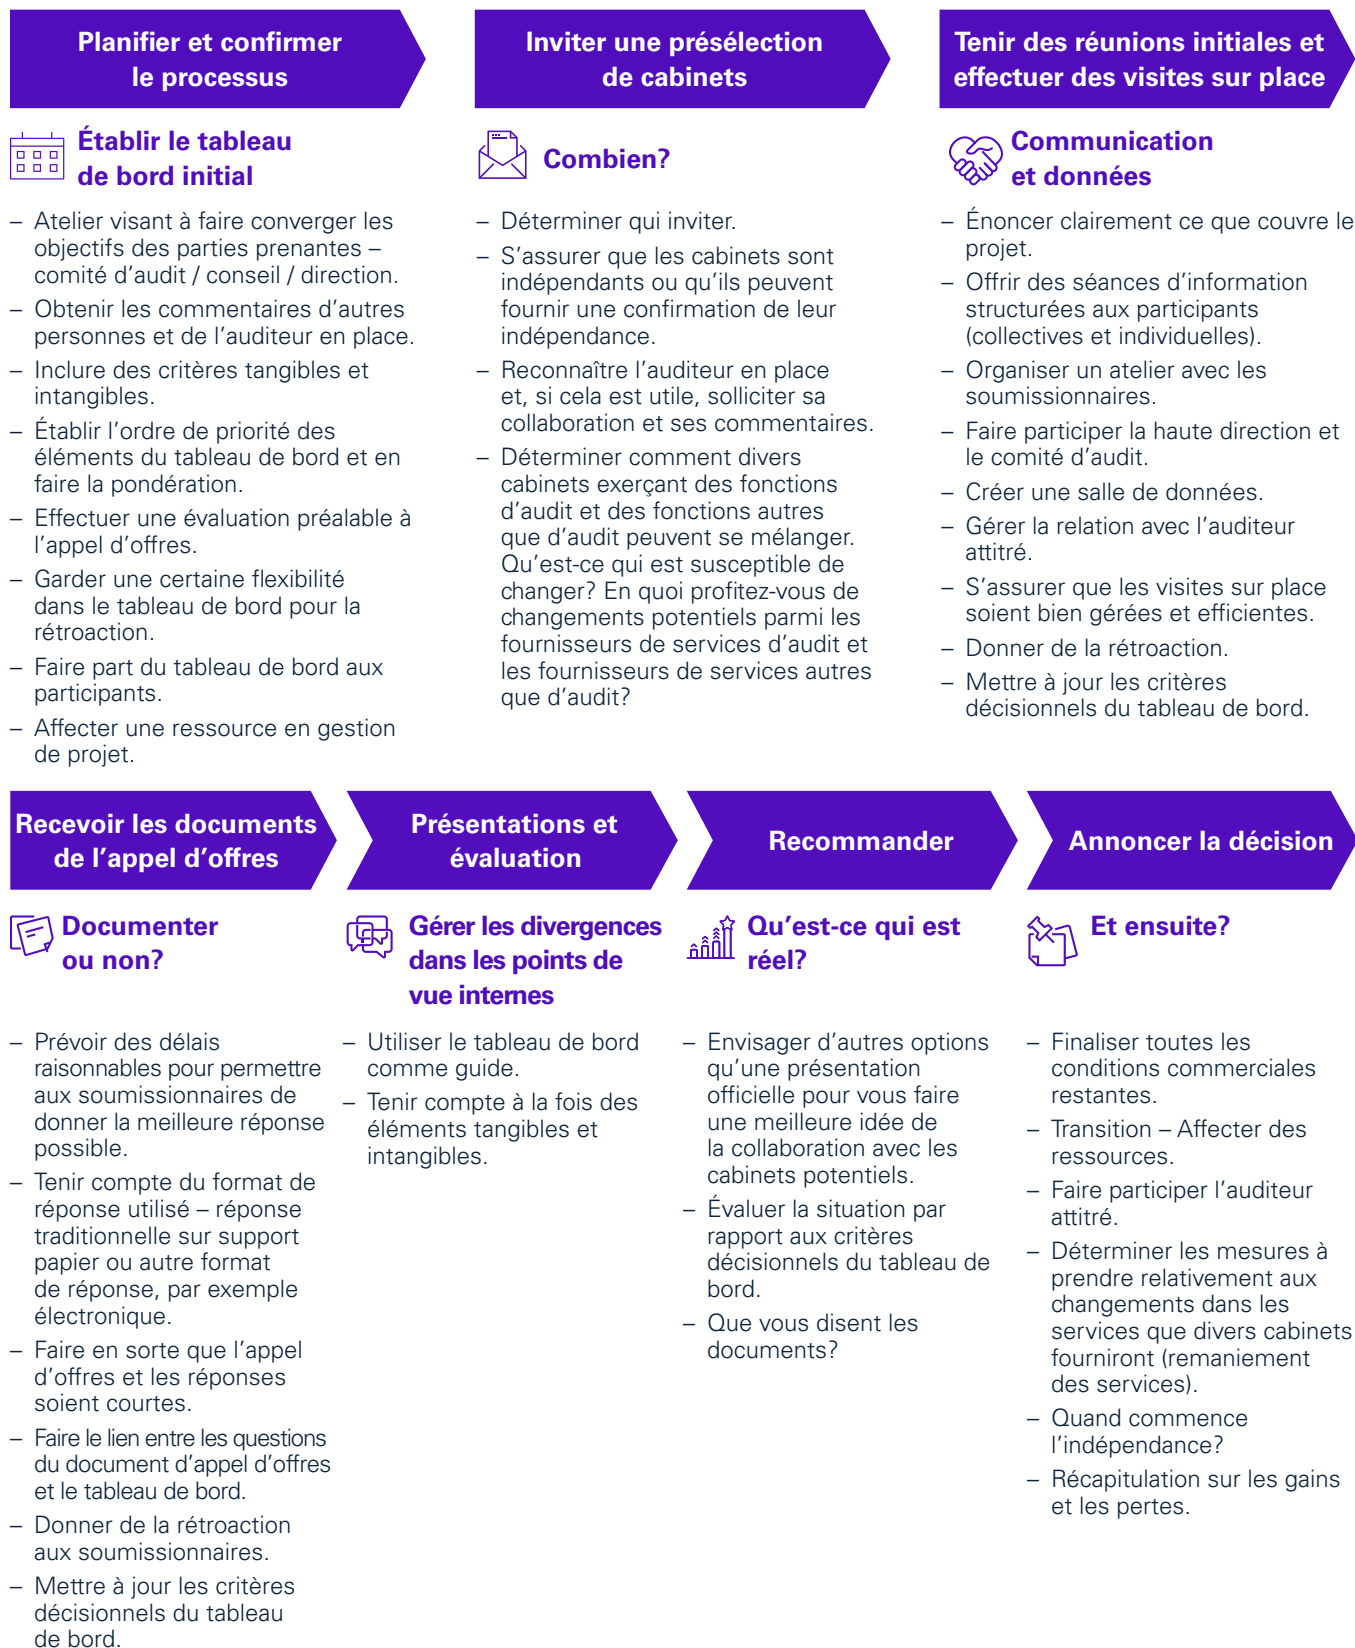 Planifier et confirmer
le processus
Établir le tableau
de bord initial
– Atelier visant à faire converger les
objectifs des parties prenantes –
comité d’audit / conseil / direction.
– Obtenir les commentaires d’autres
personnes et de l’auditeur en place.
– Inclure des critères tangibles et
intangibles.
– Établir l’ordre de priorité des
éléments du tableau de bord et en
faire la pondération.
– Effectuer une évaluation préalable à
l’appel d’offres.
– Garder une certaine flexibilité
dans le tableau de bord pour la
rétroaction.
– Faire part du tableau de bord aux
participants.
– Affecter une ressource en gestion
de projet.
Inviter une présélection
de cabinets
Combien?
– Déterminer qui inviter.
– S’assurer que les cabinets sont
indépendants ou qu’ils peuvent
fournir une confirmation de leur
indépendance.
– Reconnaître l’auditeur en place
et, si cela est utile, solliciter sa
collaboration et ses commentaires.
– Déterminer comment divers
cabinets exerçant des fonctions
d’audit et des fonctions autres
que d’audit peuvent se mélanger.
Qu’est-ce qui est susceptible de
changer? En quoi profitez-vous de
changements potentiels parmi les
fournisseurs de services d’audit et
les fournisseurs de services autres
que d’audit?
Tenir des réunions initiales et
effectuer des visites sur place
Communication
et données
– Énoncer clairement ce que couvre le
projet.
– Offrir des séances d’information
structurées aux participants
(collectives et individuelles).
– Organiser un atelier avec les
soumissionnaires.
– Faire participer la haute direction et
le comité d’audit.
– Créer une salle de données.
– Gérer la relation avec l’auditeur
attitré.
– S’assurer que les visites sur place
soient bien gérées et efficientes.
– Donner de la rétroaction.
– Mettre à jour les critères
décisionnels du tableau de bord.
Recevoir les documents
de l’appel d’offres
Documenter
ou non?
– Prévoir des délais
raisonnables pour permettre
aux soumissionnaires de
donner la meilleure réponse
possible.
– Tenir compte du format de
réponse utilisé – réponse
traditionnelle sur support
papier ou autre format
de réponse, par exemple
électronique.
– Faire en sorte que l’appel
d’offres et les réponses
soient courtes.
– Faire le lien entre les questions
du document d’appel d’offres
et le tableau de bord.
– Donner de la rétroaction
aux soumissionnaires.
– Mettre à jour les critères
décisionnels du tableau
de bord.
Présentations et
évaluation
Gérer les divergences
dans les points de
vue internes
– Utiliser le tableau de bord
comme guide.
– Tenir compte à la fois des
éléments tangibles et
intangibles.
Recommander
Qu’est-ce qui est
réel?
– Envisager d’autres options
qu’une présentation
officielle pour vous faire
une meilleure idée de
la collaboration avec les
cabinets potentiels.
– Évaluer la situation par
rapport aux critères
décisionnels du tableau de
bord.
– Que vous disent les
documents?
Annoncer la décision
Et ensuite?
– Finaliser toutes les
conditions commerciales
restantes.
– Transition – Affecter des
ressources.
– Faire participer l’auditeur
attitré.
– Déterminer les mesures à
prendre relativement aux
changements dans les
services que divers cabinets
fourniront (remaniement
des services).
– Quand commence
l’indépendance?
– Récapitulation sur les gains
et les pertes.